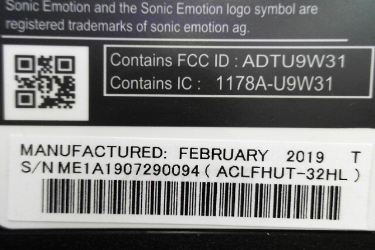 Sonic Emotion and the Sonic Emotion logo symbol are
registered trademarks of sonic emotion ag.
Contains FCC ID : ADTU9W31
Contains IC : 1178A-U9W31
MANUFACTURED: FEBRUARY 2019 T
S/N ME1A1907290094 ( ACLFHUT-32HL )